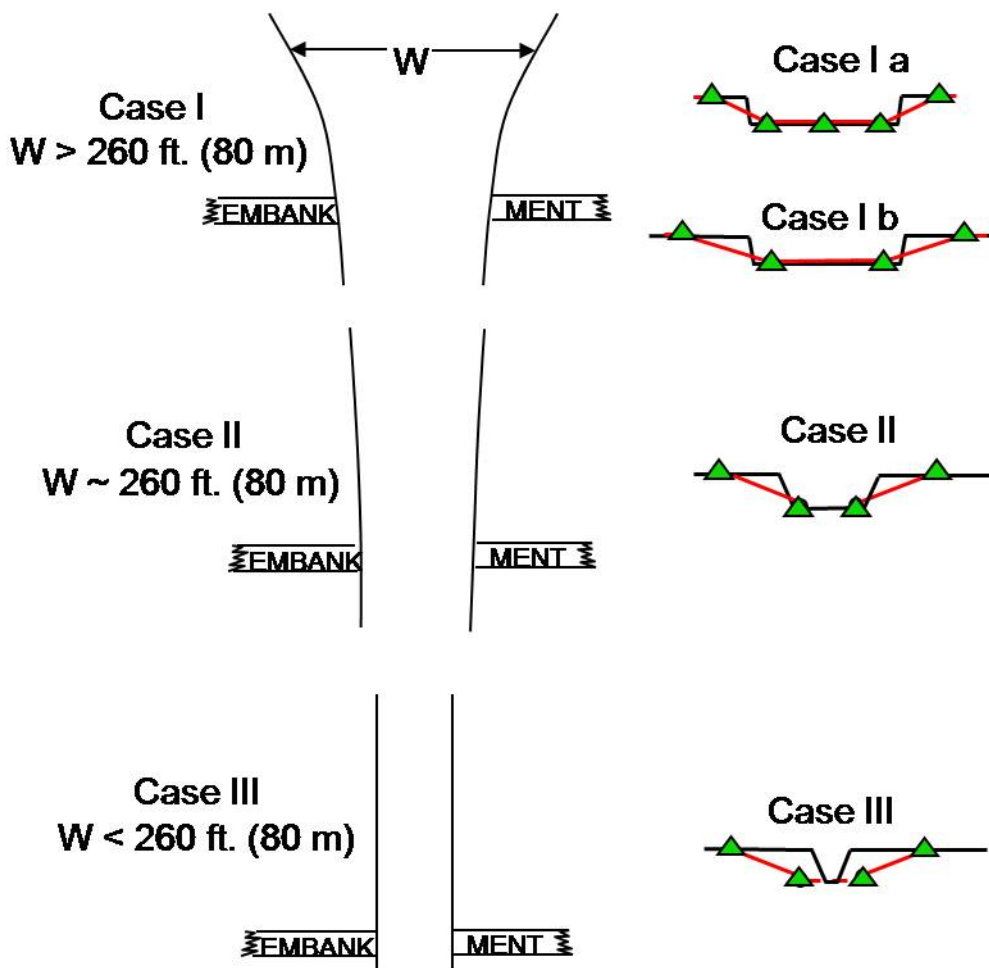 W
Case I
W > 260 ft. (80 m)
EMBANK
MENT
Case I a
Case I b
Case II
W ~ 260 ft. (80 m)
EMBANK
MENT
Case II
Case III
W < 260 ft. (80 m)
EMBANK
MENT
Case III